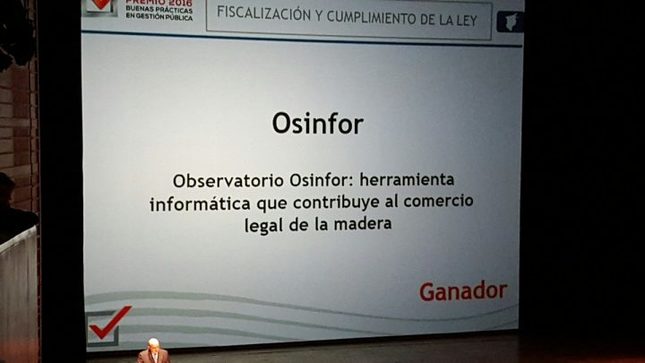 PREMIO 2016
BUENAS PRÁCTICAS
EN GESTIÓN PÚBLICA
FISCALIZACIÓN Y CUMPLIMIENTO DE LA LEY
Osinfor
Observatorio Osinfor: herramienta
informática que contribuye al comercio
legal de la madera
Ganador